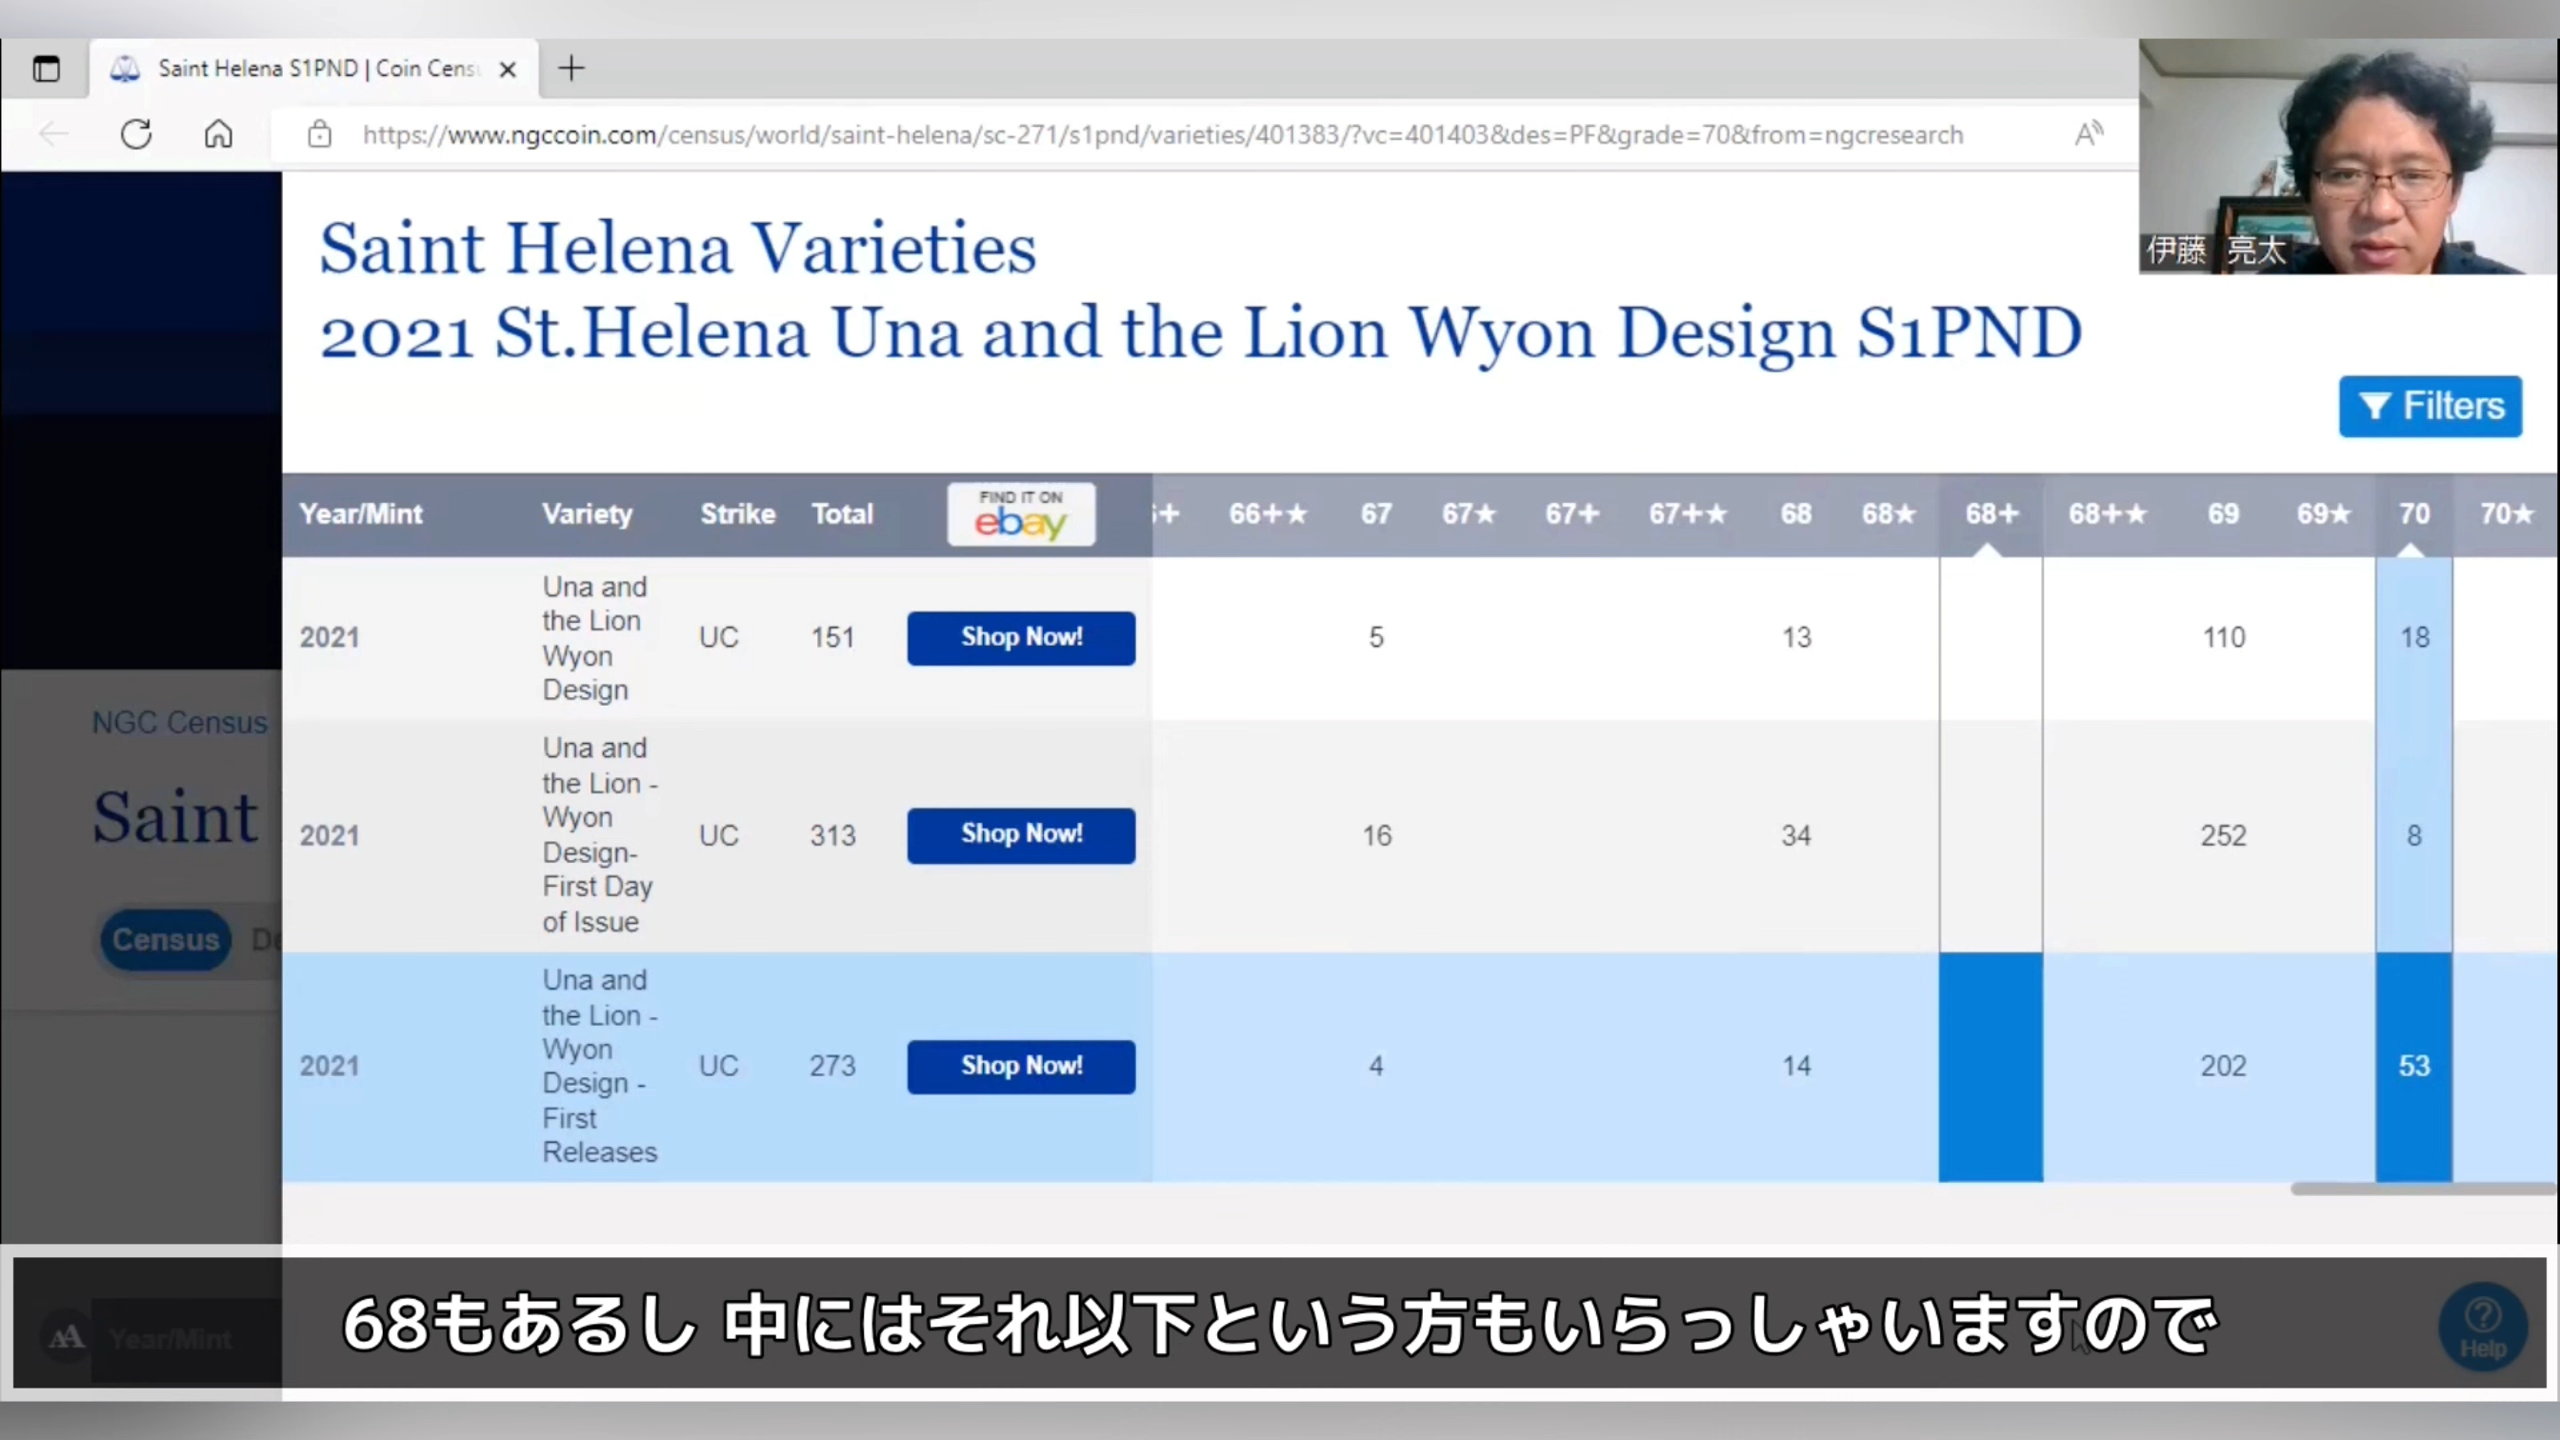 Saint Helena S1PND | Coin Cens
https://www.ngccoin.com/census/world/saint-helena/sc-271/s1pnd/varieties/401383/?vc=401403&des=PF&grade=70&from=ngcresearch
伊藤 亮太
Saint Helena Varieties
2021 St.Helena Una and the Lion Wyon Design S1PND
Filters
Year/Mint Variety Strike Total FIND IT ON ebay 66+★ 67 67★ 67+ 67+★ 68 68★ 68+ 68+★ 69 69★ 70 70★
Una and
the Lion
2021 UC 151 Shop Now! 5 13 110 18
Wyon
Design
Una and
the Lion -
Wyon
2021 UC 313 Shop Now! 16 34 252 8
Design-
First Day
of Issue
Una and
the Lion -
Wyon
2021 UC 273 Shop Now! 4 14 202 53
Design -
First
Releases
NGC Census
Saint
Census De
AA Year/Mint
68もあるし 中にはそれ以下という方もいらっしゃいますので
? Help